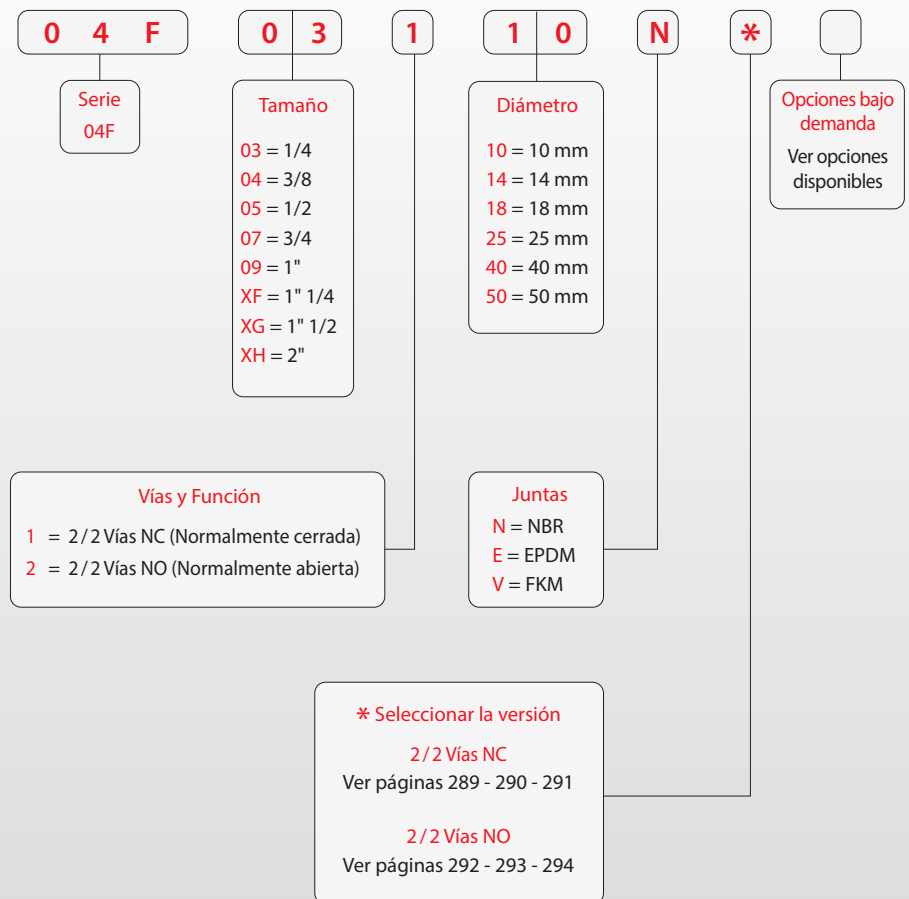 0 4 F 0 3 1 1 0 N *
Serie
04F
Tamaño
03 = 1/4
04 = 3/8
05 = 1/2
07 = 3/4
09 = 1"
XF = 1" 1/4
XG = 1" 1/2
XH = 2"
Diámetro
10 = 10 mm
14 = 14 mm
18 = 18 mm
25 = 25 mm
40 = 40 mm
50 = 50 mm
Opciones bajo
demanda
Ver opciones
disponibles
Vías y Función
1 = 2/2 Vías NC (Normalmente cerrada)
2 = 2/2 Vías NO (Normalmente abierta)
Juntas
N = NBR
E = EPDM
V = FKM
* Seleccionar la versión
2/2 Vías NC
Ver páginas 289 - 290 - 291
2/2 Vías NO
Ver páginas 292 - 293 - 294